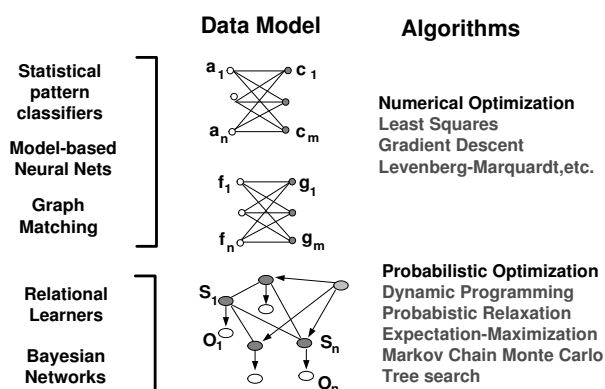 Data Model
Algorithms
Statistical
pattern
classifiers
Model-based
Neural Nets
Graph
Matching
a1 c1
an cm
f1 g1
fn gm
Numerical Optimization
Least Squares
Gradient Descent
Levenberg-Marquardt,etc.
Relational
Learners
Bayesian
Networks
S1
O1
Sn
On
Probabilistic Optimization
Dynamic Programming
Probabistic Relaxation
Expectation-Maximization
Markov Chain Monte Carlo
Tree search